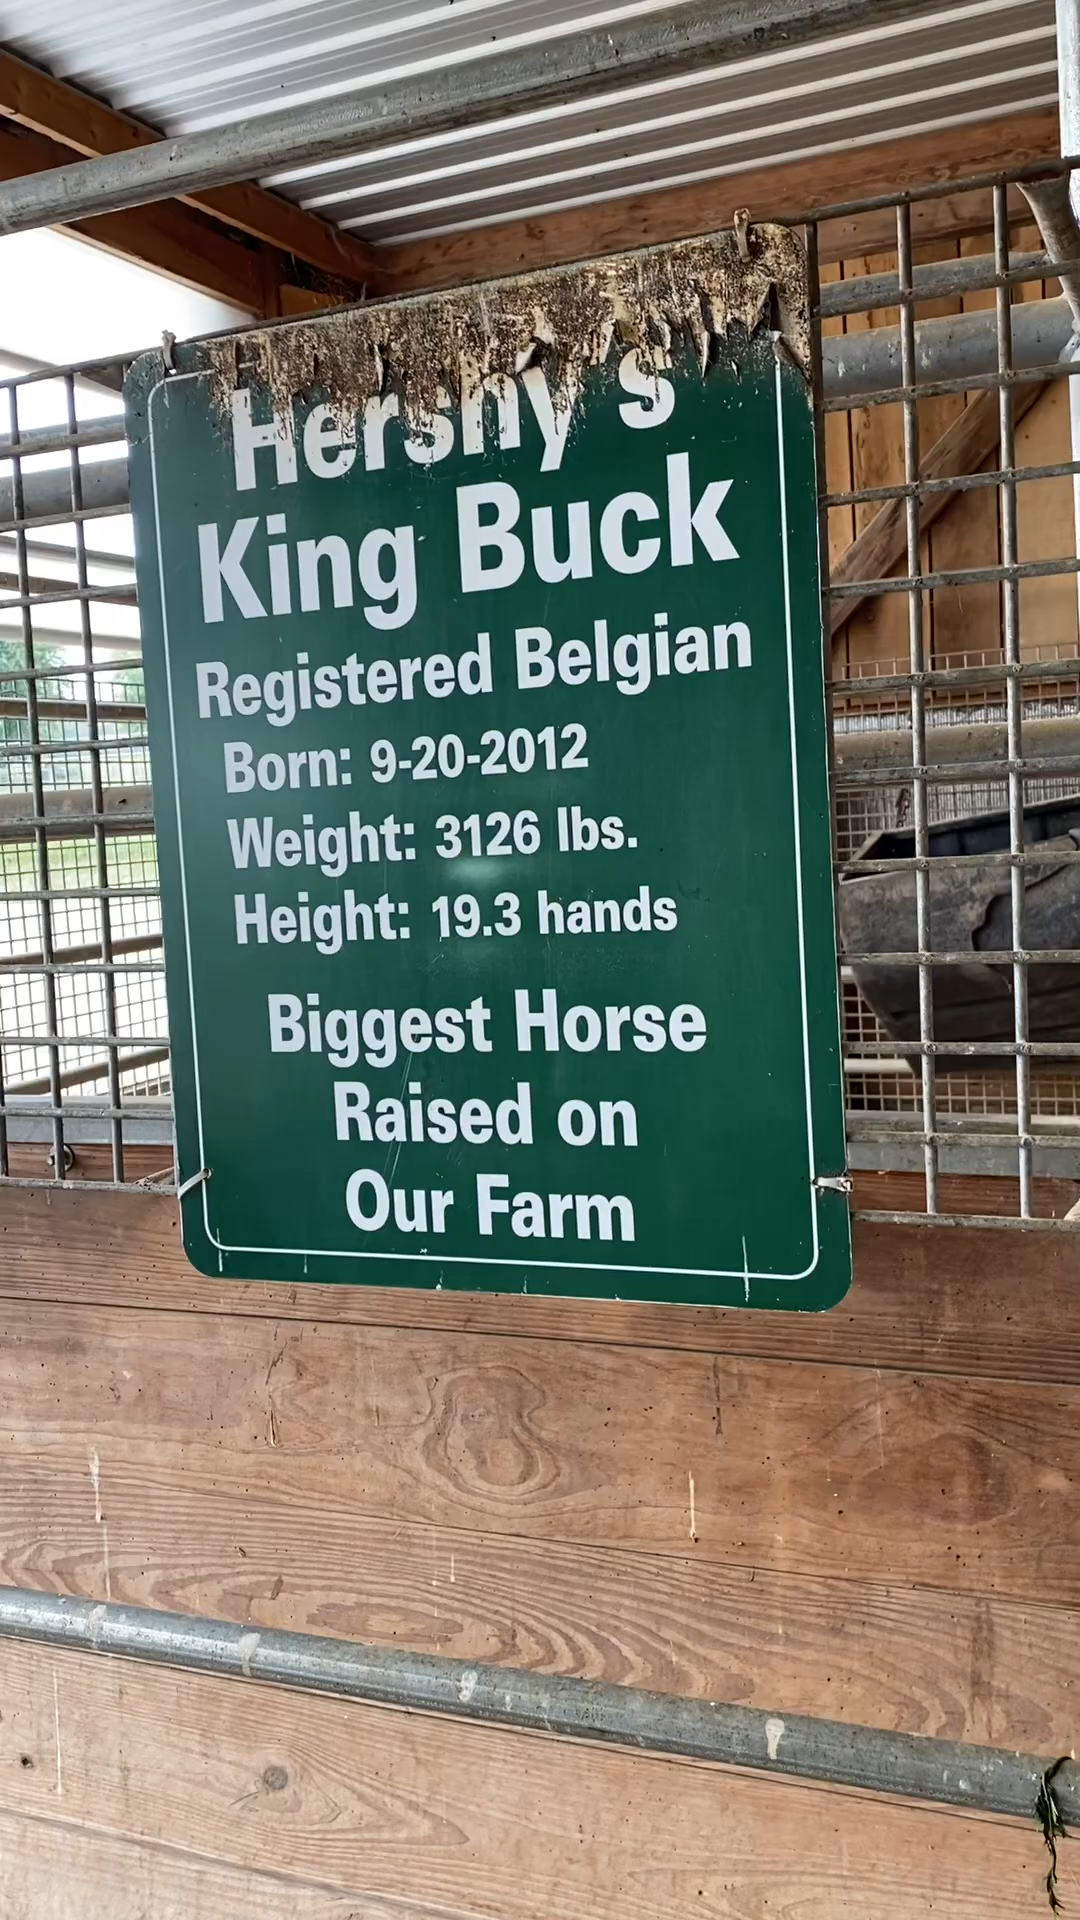 Hershy's
King Buck
Registered Belgian
Born: 9-20-2012
Weight: 3126 lbs.
Height: 19.3 hands
Biggest Horse
Raised on
Our Farm